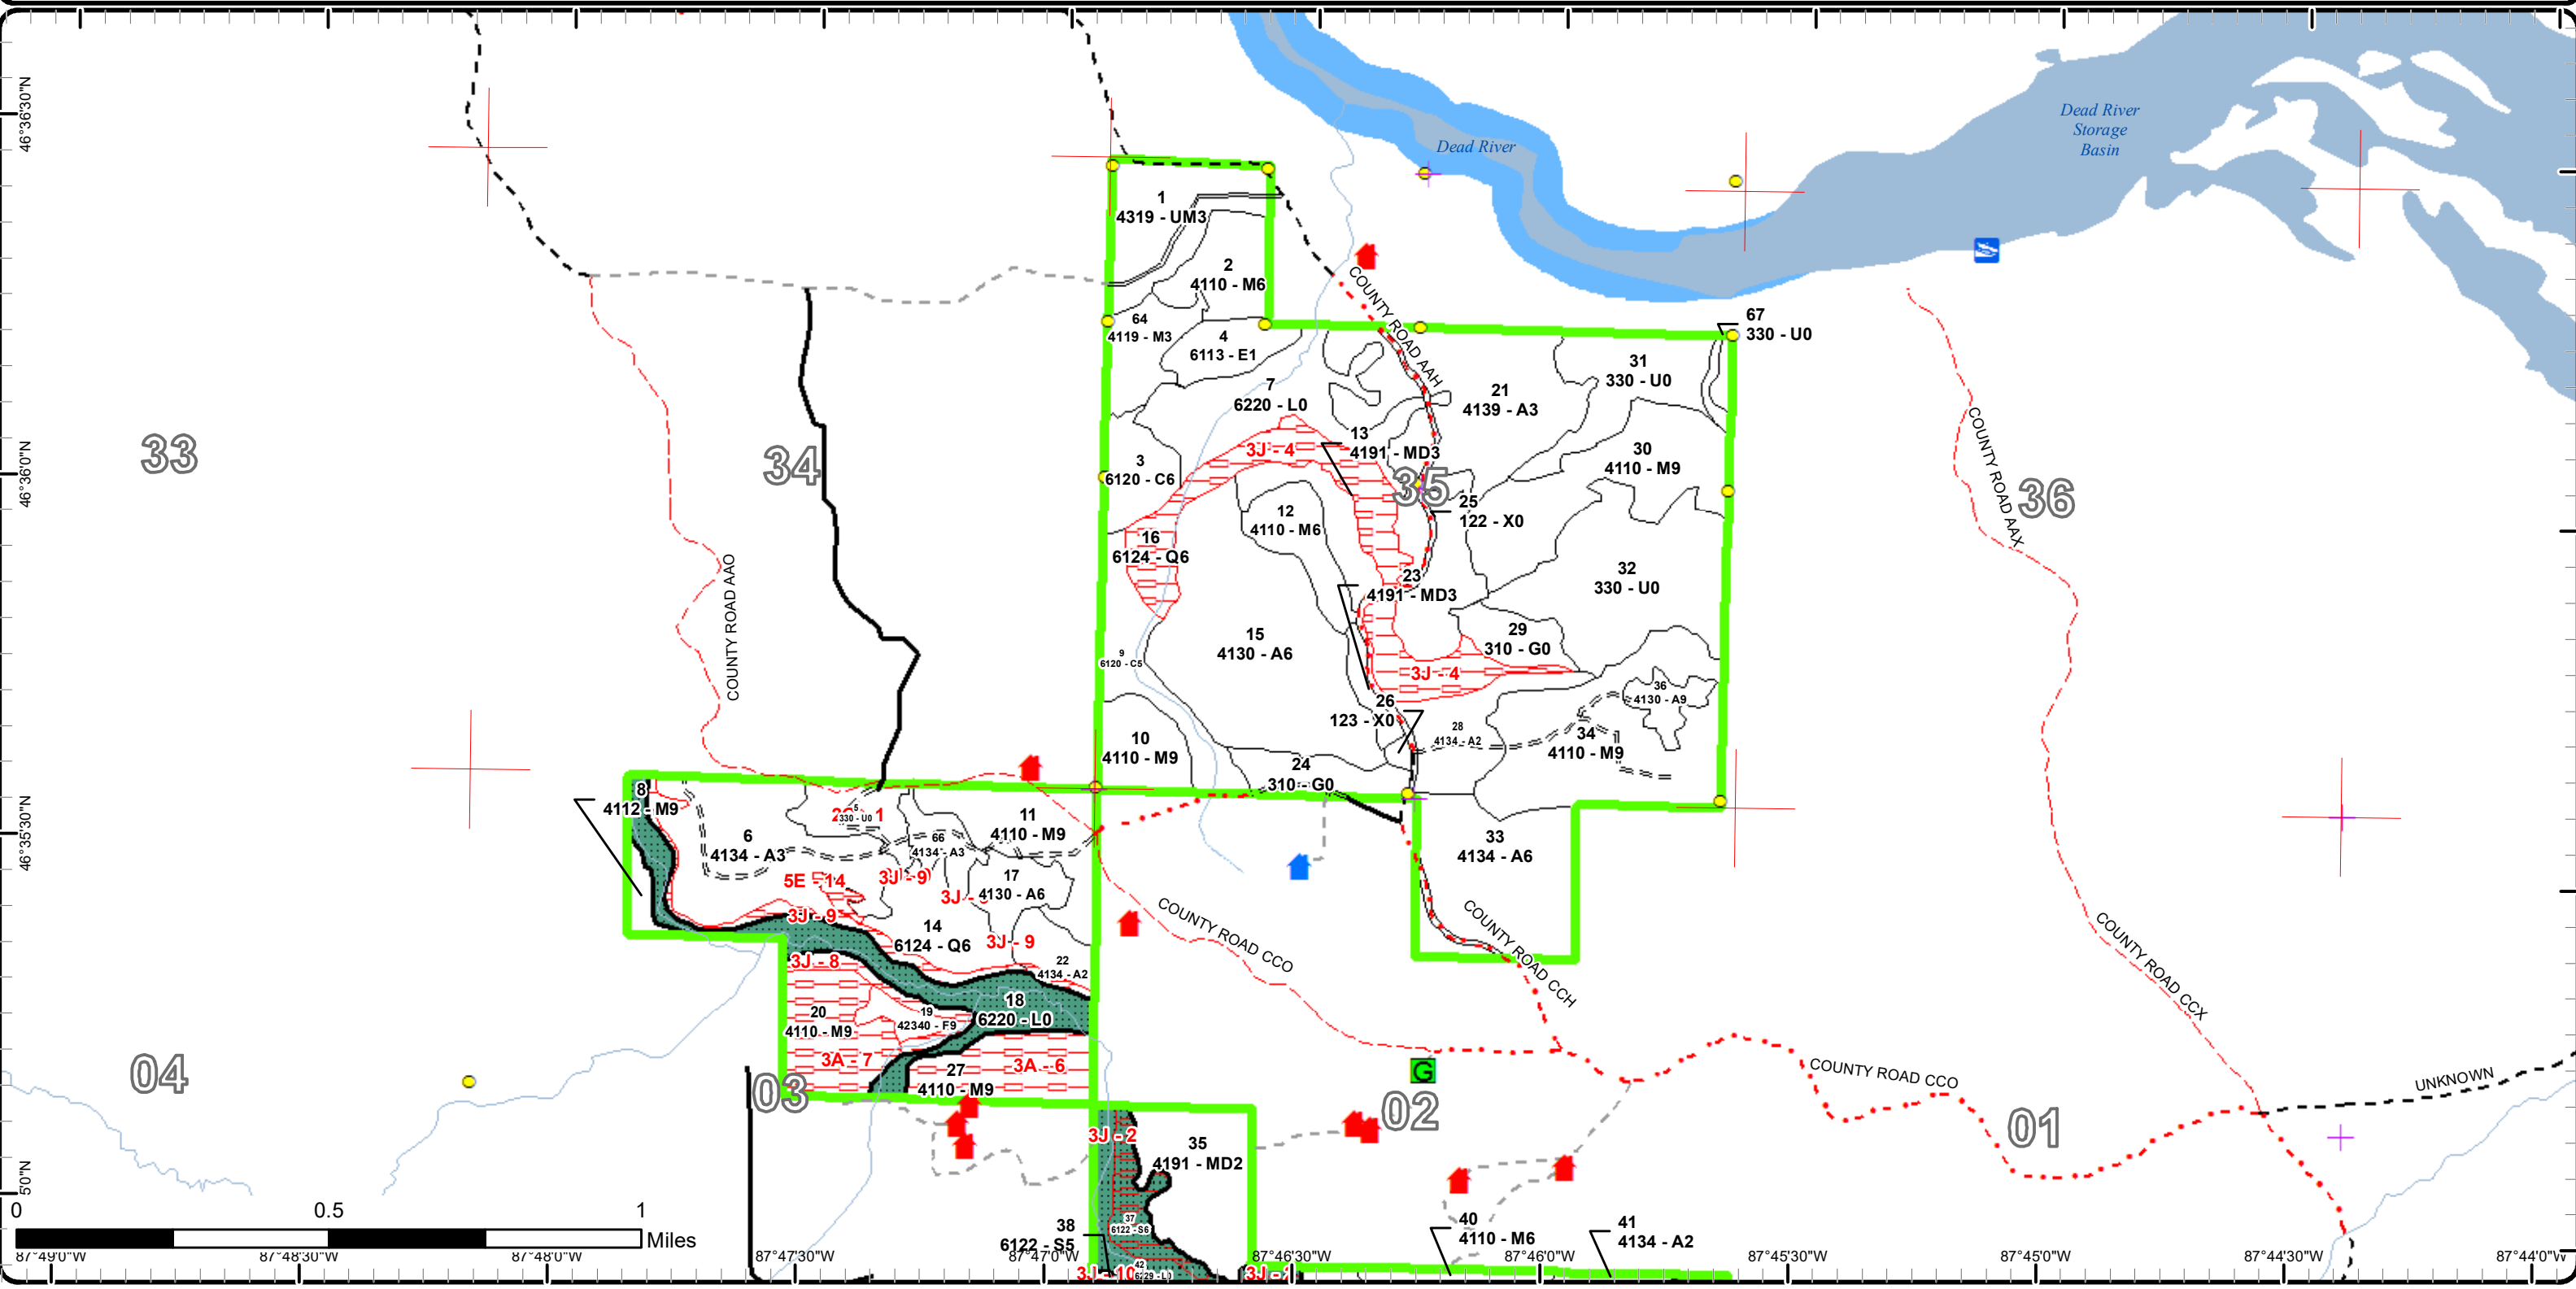 46°36'30"N
46°36'0"N
46°35'30"N
5'0"N
Dead River
Dead River
Storage
Basin
1
4319 - UM3
2
4110 - M6
64
4119 - M3
4
6113 - E1
67
330 - U0
COUNTY ROAD AAH
31
330 - U0
7
6220 - L0
21
4139 - A3
33
34
35
36
3J - 4
13
4191 - MD3
30
4110 - M9
3
6120 - C6
COUNTY ROAD AAX
12
4110 - M6
25
122 - X0
16
6124 - Q6
COUNTY ROAD AAO
23
4191 - MD3
32
330 - U0
15
4130 - A6
29
310 - G0
9
6120 - C5
3J - 4
36
4130 - A9
26
123 - X0
28
4134 - A2
34
4110 - M9
10
4110 - M9
24
310 - G0
8
4112 - M9
5
330 - U0
6
4134 - A3
66
4134 - A3
11
4110 - M9
33
4134 - A6
5E - 14
3J - 9
17
4130 - A6
3J - 9
14
6124 - Q6
3J - 9
COUNTY ROAD CCO
COUNTY ROAD CCH
COUNTY ROAD CCX
3J - 8
22
4134 - A2
18
6220 - L0
20
4110 - M9
19
42340 - F9
3A - 7
3A - 6
27
4110 - M9
G
COUNTY ROAD CCO
UNKNOWN
04
03
02
01
3J - 2
35
4191 - MD2
37
6122 - S6
38
6122 - S5
40
4110 - M6
41
4134 - A2
3J - 10
42
6229 - L0
0
0.5
1
Miles
87°49'0"W
87°48'30"W
87°48'0"W
87°47'30"W
87°47'0"W
87°46'30"W
87°46'0"W
87°45'30"W
87°45'0"W
87°44'30"W
87°44'0"W